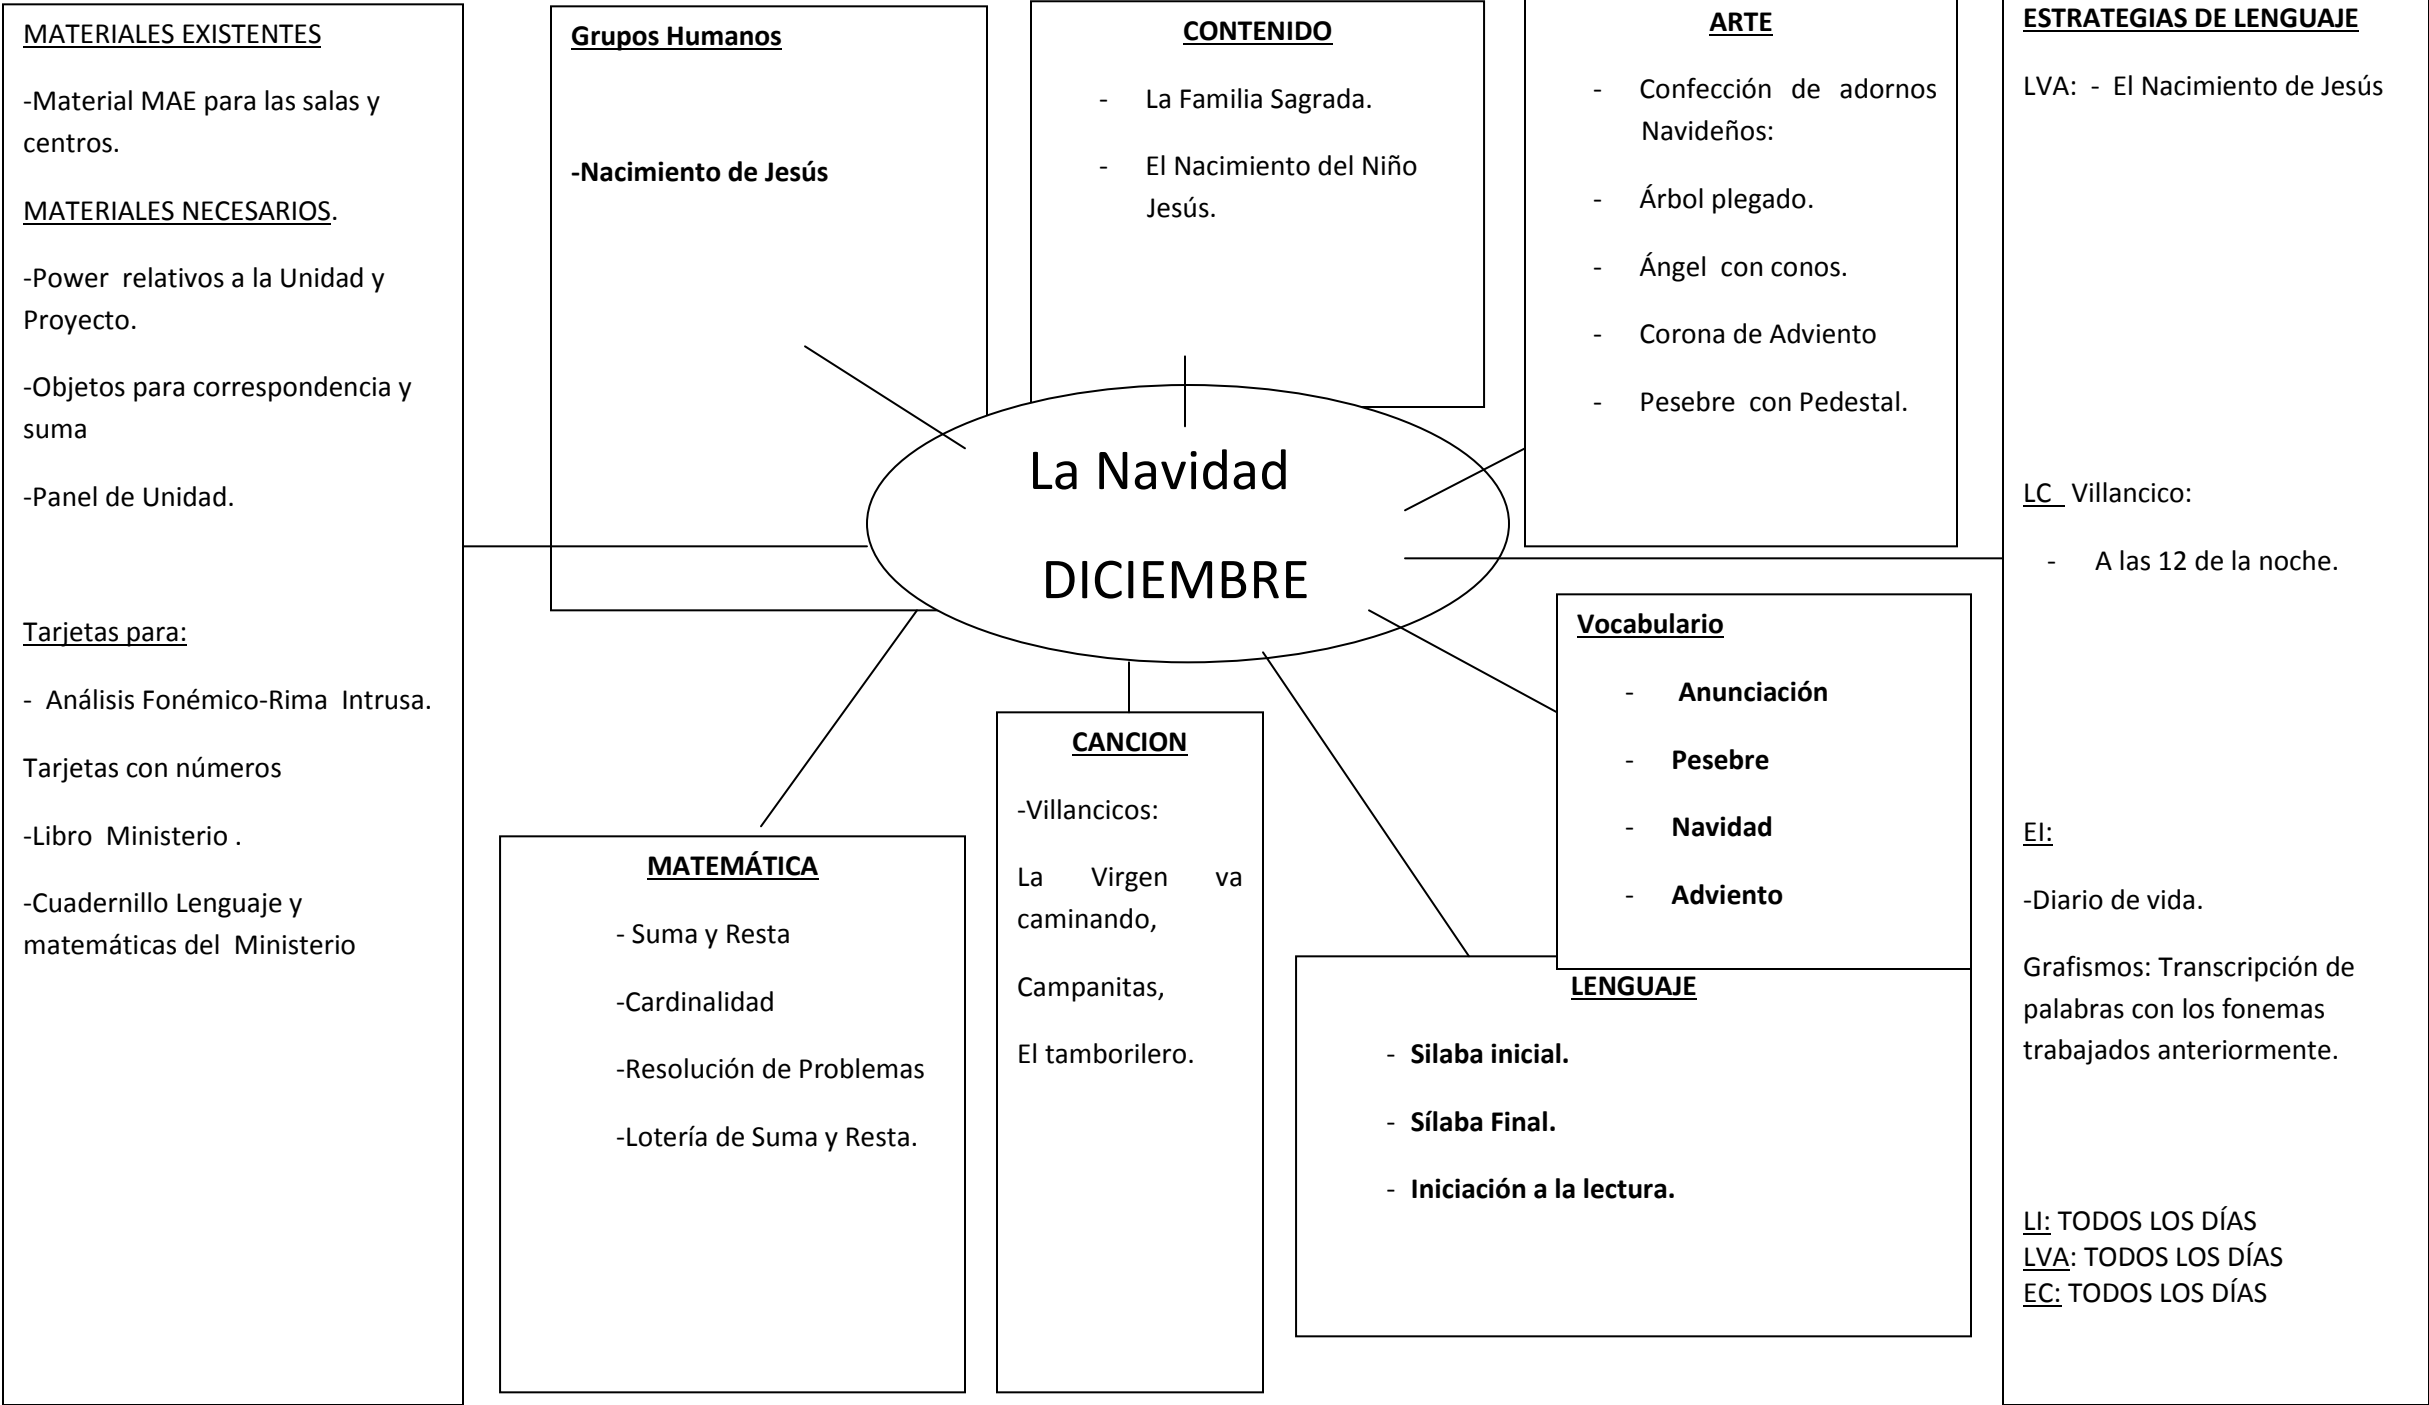 MATERIALES EXISTENTES
-Material MAE para las salas y
centros.
MATERIALES NECESARIOS.
-Power relativos a la Unidad y
Proyecto.
-Objetos para correspondencia y
suma
-Panel de Unidad.
Tarjetas para:
- Análisis Fonémico-Rima Intrusa.
Tarjetas con números
-Libro Ministerio .
-Cuadernillo Lenguaje y
matemáticas del Ministerio
Grupos Humanos
-Nacimiento de Jesús
CONTENIDO
- La Familia Sagrada.
- El Nacimiento del Niño
Jesús.
ARTE
- Confección de adornos
Navideños:
- Árbol plegado.
- Ángel con conos.
- Corona de Adviento
- Pesebre con Pedestal.
La Navidad
DICIEMBRE
MATEMÁTICA
- Suma y Resta
-Cardinalidad
-Resolución de Problemas
-Lotería de Suma y Resta.
CANCION
-Villancicos:
La Virgen va
caminando,
Campanitas,
El tamborilero.
Vocabulario
- Anunciación
- Pesebre
- Navidad
- Adviento
LENGUAJE
- Silaba inicial.
- Sílaba Final.
- Iniciación a la lectura.
ESTRATEGIAS DE LENGUAJE
LVA: - El Nacimiento de Jesús
LC Villancico:
- A las 12 de la noche.
EI:
-Diario de vida.
Grafismos: Transcripción de
palabras con los fonemas
trabajados anteriormente.
LI: TODOS LOS DÍAS
LVA: TODOS LOS DÍAS
EC: TODOS LOS DÍAS